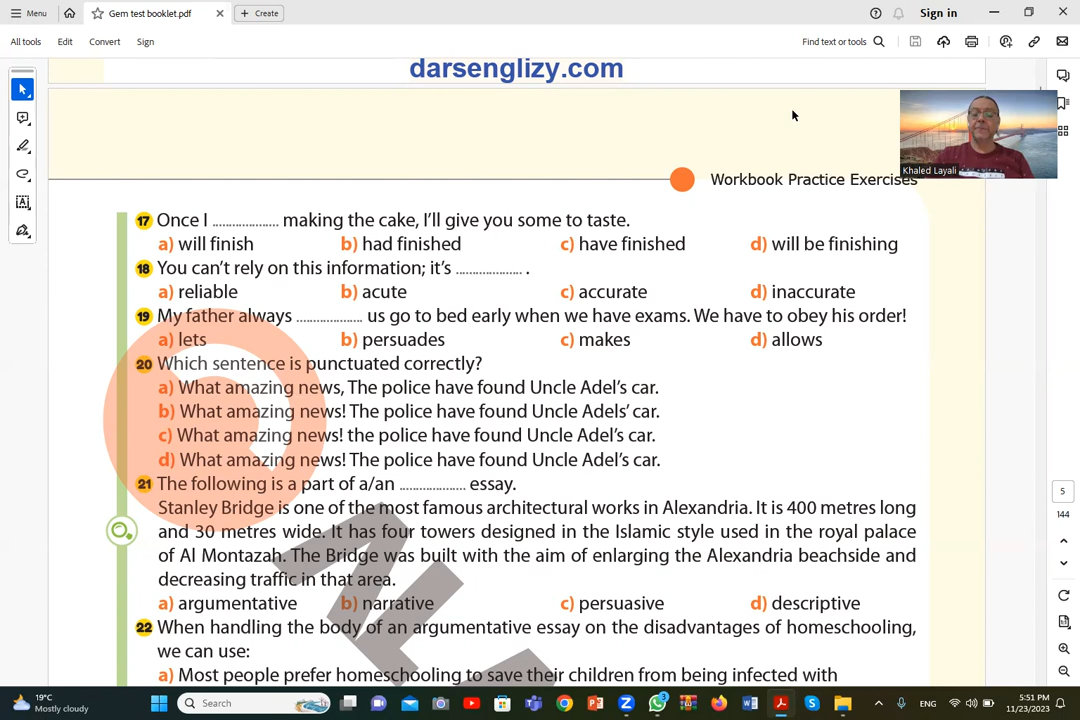 Menu
Gem test booklet.pdf
Create
Sign in
All tools
Edit
Convert
Sign
Find text or tools
darsenglizy.com
Khaled Layali
Workbook Practice Exercises
17 Once I ..................... making the cake, I'll give you some to taste.
a) will finish b) had finished c) have finished d) will be finishing
18 You can't rely on this information; it's ..................... .
a) reliable b) acute c) accurate d) inaccurate
19 My father always ..................... us go to bed early when we have exams. We have to obey his order!
a) lets b) persuades c) makes d) allows
20 Which sentence is punctuated correctly?
a) What amazing news, The police have found Uncle Adel's car.
b) What amazing news! The police have found Uncle Adels' car.
c) What amazing news! the police have found Uncle Adel's car.
d) What amazing news! The police have found Uncle Adel's car.
21 The following is a part of a/an ..................... essay.
Stanley Bridge is one of the most famous architectural works in Alexandria. It is 400 metres long
and 30 metres wide. It has four towers designed in the Islamic style used in the royal palace
of Al Montazah. The Bridge was built with the aim of enlarging the Alexandria beachside and
decreasing traffic in that area.
a) argumentative b) narrative c) persuasive d) descriptive
22 When handling the body of an argumentative essay on the disadvantages of homeschooling,
we can use:
a) Most people prefer homeschooling to save their children from being infected with
5
144
19°C
Mostly cloudy
Search
3
ENG
5:51 PM
11/23/2023